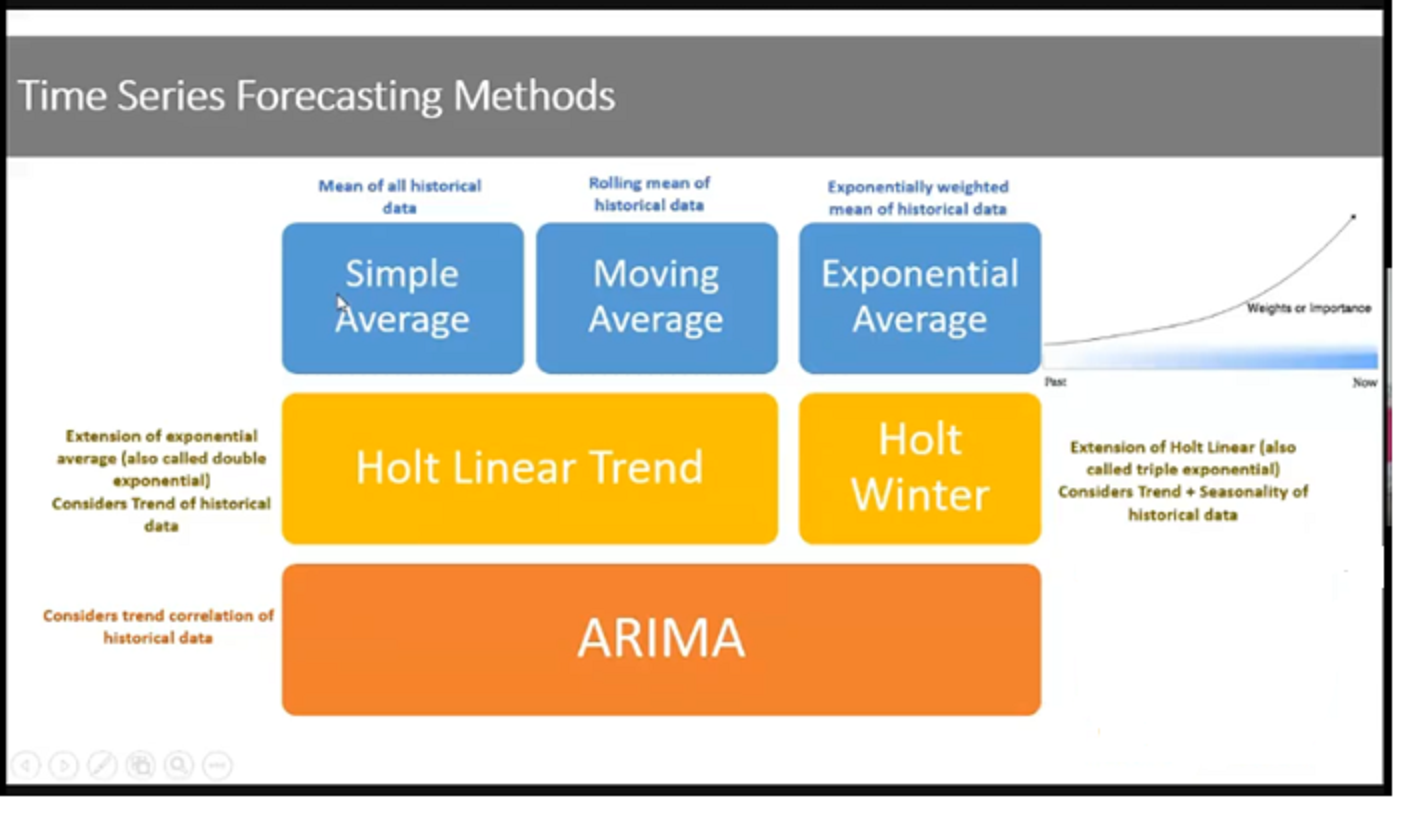 Time Series Forecasting Methods
Mean of all historical
data
Rolling mean of
historical data
Exponentially weighted
mean of historical data
Simple
Average
Moving
Average
Exponential
Average
Weights or Importance
Past
Now
Extension of exponential
average (also called double
exponential)
Considers Trend of historical
data
Holt Linear Trend
Holt
Winter
Extension of Holt Linear (also
called triple exponential)
Considers Trend + Seasonality of
historical data
Considers trend correlation of
historical data
ARIMA